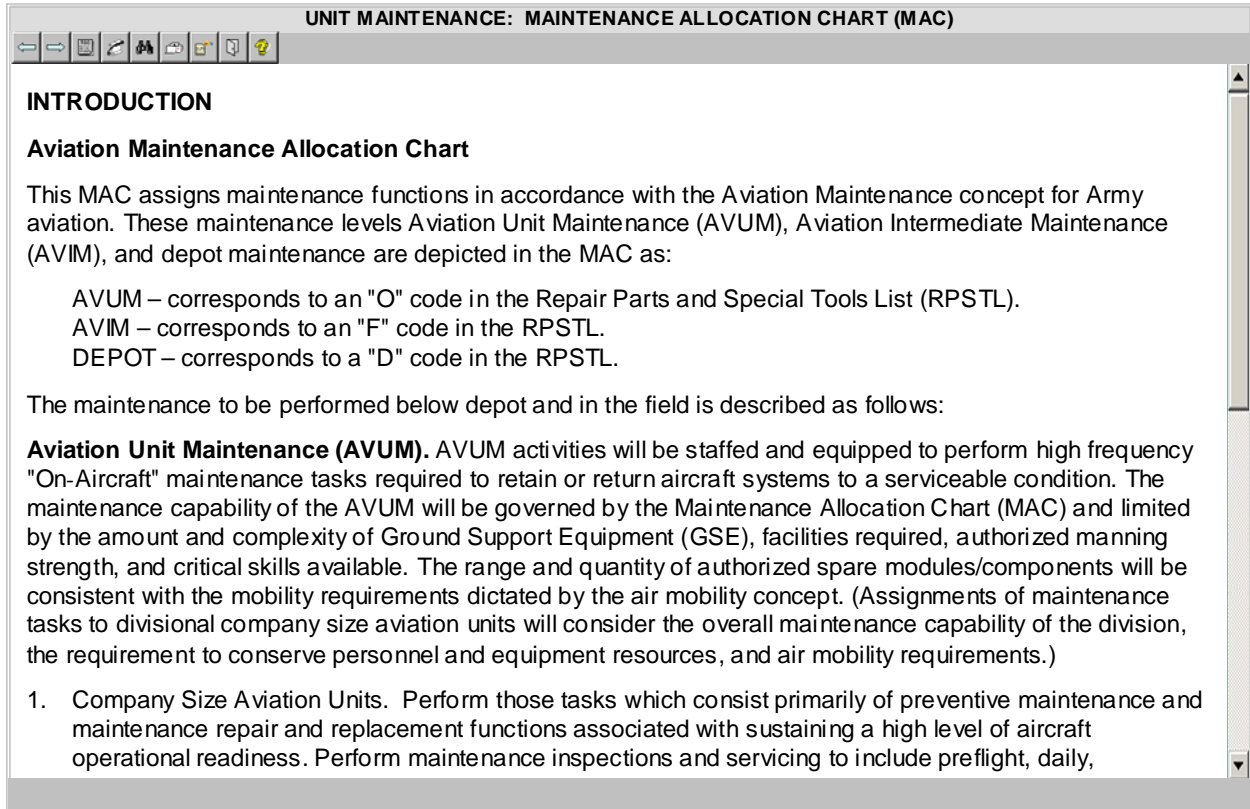 UNIT MAINTENANCE: MAINTENANCE ALLOCATION CHART (MAC)
INTRODUCTION
Aviation Maintenance Allocation Chart
This MAC assigns maintenance functions in accordance with the Aviation Maintenance concept for Army
aviation. These maintenance levels Aviation Unit Maintenance (AVUM), Aviation Intermediate Maintenance
(AVIM), and depot maintenance are depicted in the MAC as:
AVUM – corresponds to an "O" code in the Repair Parts and Special Tools List (RPSTL).
AVIM – corresponds to an "F" code in the RPSTL.
DEPOT – corresponds to a "D" code in the RPSTL.
The maintenance to be performed below depot and in the field is described as follows:
Aviation Unit Maintenance (AVUM). AVUM activities will be staffed and equipped to perform high frequency
"On-Aircraft" maintenance tasks required to retain or return aircraft systems to a serviceable condition. The
maintenance capability of the AVUM will be governed by the Maintenance Allocation Chart (MAC) and limited
by the amount and complexity of Ground Support Equipment (GSE), facilities required, authorized manning
strength, and critical skills available. The range and quantity of authorized spare modules/components will be
consistent with the mobility requirements dictated by the air mobility concept. (Assignments of maintenance
tasks to divisional company size aviation units will consider the overall maintenance capability of the division,
the requirement to conserve personnel and equipment resources, and air mobility requirements.)
1. Company Size Aviation Units. Perform those tasks which consist primarily of preventive maintenance and
maintenance repair and replacement functions associated with sustaining a high level of aircraft
operational readiness. Perform maintenance inspections and servicing to include preflight, daily,